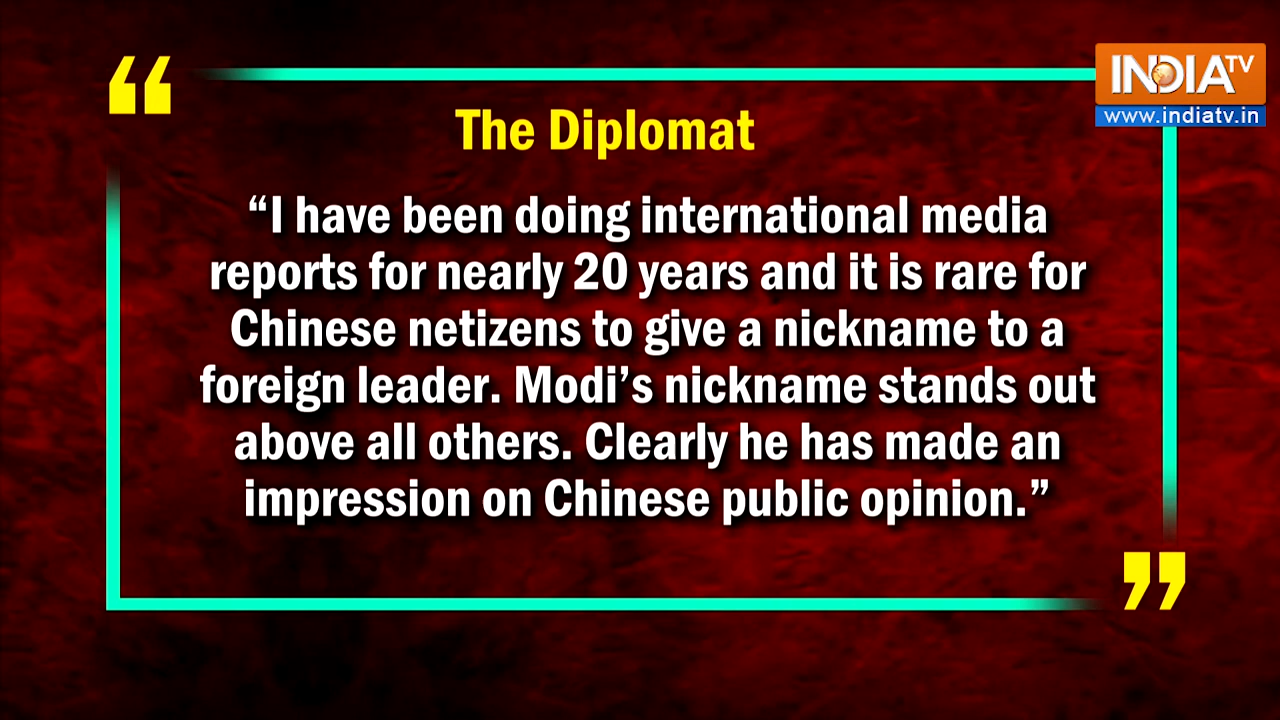 INDIA TV
www.indiatv.in
“
The Diplomat
“I have been doing international media
reports for nearly 20 years and it is rare for
Chinese netizens to give a nickname to a
foreign leader. Modi’s nickname stands out
above all others. Clearly he has made an
impression on Chinese public opinion.”
”